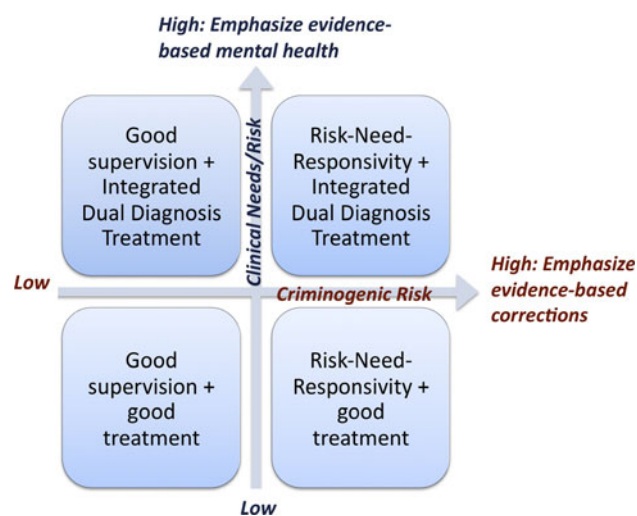 High: Emphasize evidence-
based mental health
Good
supervision +
Integrated
Dual Diagnosis
Treatment
Clinical Needs/Risk
Risk-Need-
Responsivity +
Integrated
Dual Diagnosis
Treatment
Low
Criminogenic Risk
High: Emphasize
evidence-based
corrections
Good
supervision +
good
treatment
Risk-Need-
Responsivity +
good
treatment
Low